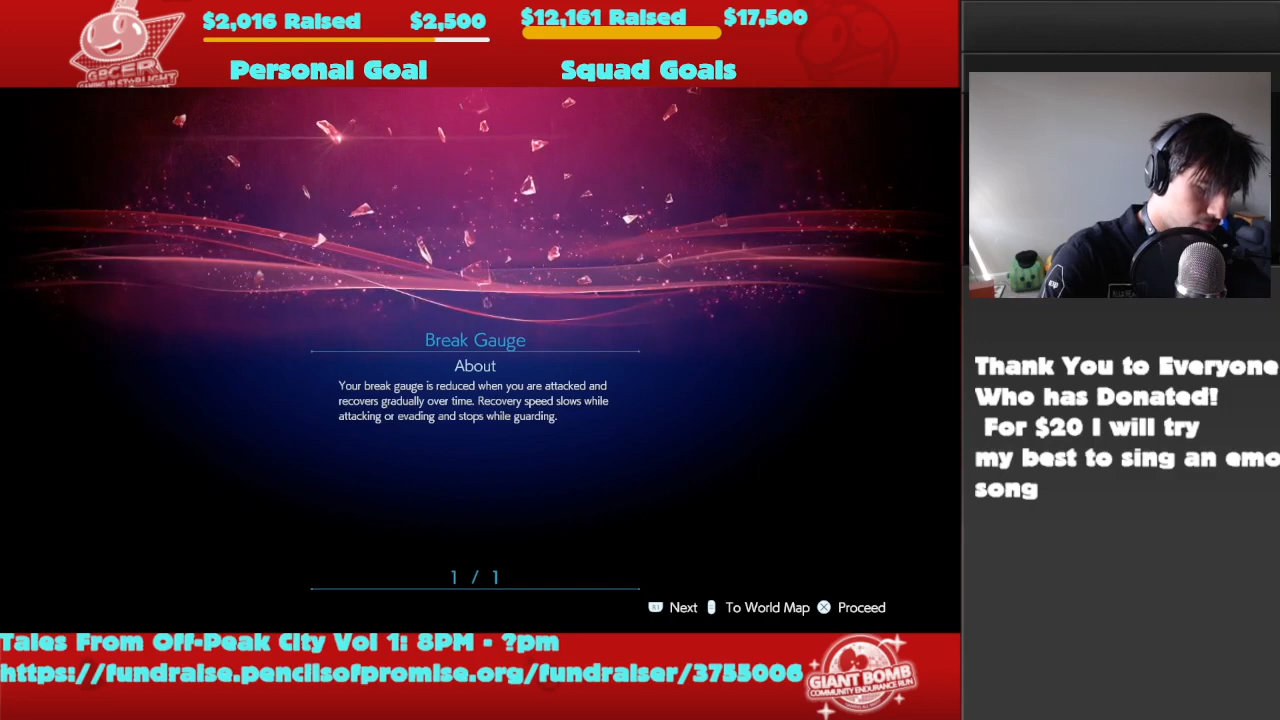 $2,016 Raised $2,500
$12,161 Raised $17,500
Personal Goal
Squad Goals
GBCER
GAMING IN STARLIGHT
Break Gauge
About
Your break gauge is reduced when you are attacked and
recovers gradually over time. Recovery speed slows while
attacking or evading and stops while guarding.
1 / 1
Next To World Map Proceed
Thank You to Everyone
Who has Donated!
For $20 I will try
my best to sing an emo
song
Tales From Off-Peak City Vol 1: 8PM - ?pm
https://fundraise.pencilsofpromise.org/fundraiser/3755006
GIANT BOMB
COMMUNITY ENDURANCE RUN